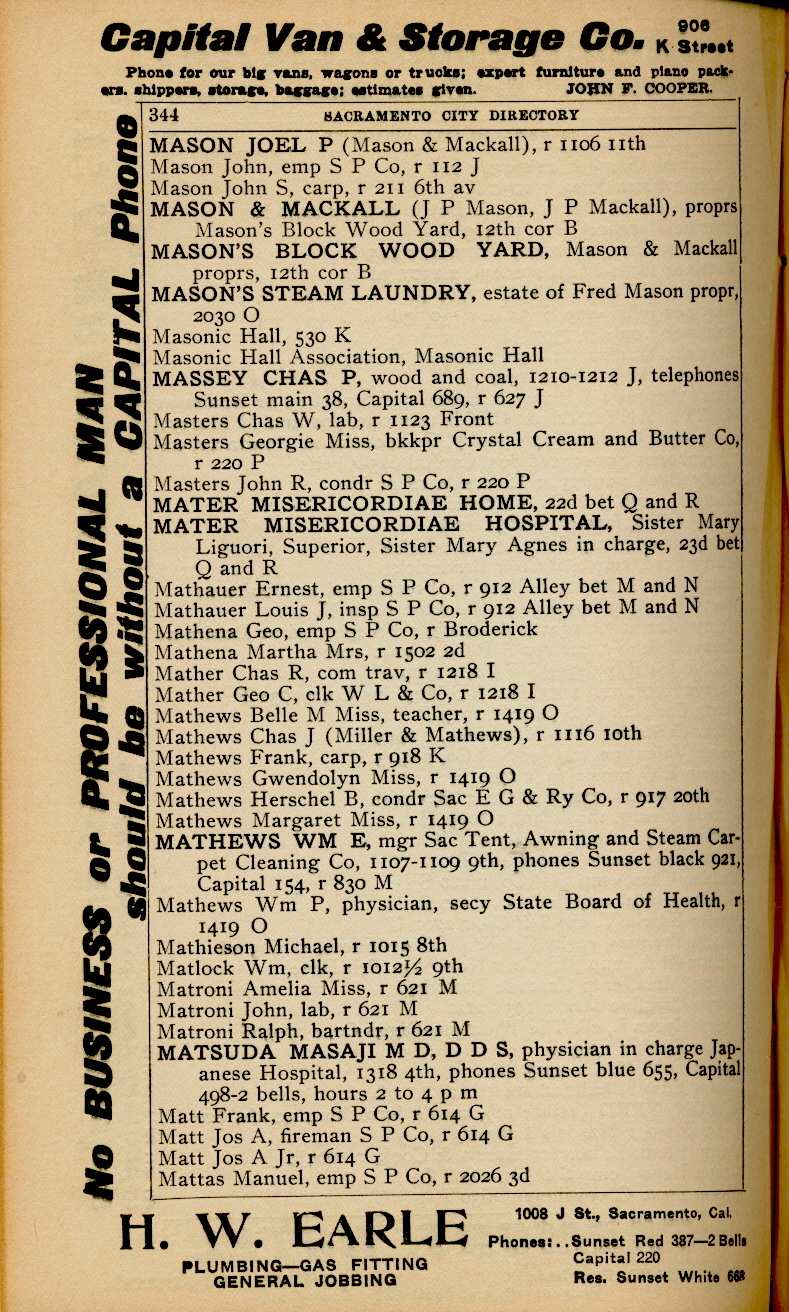 Capital Van & Storage Co. 906 K Street
Phone for our big vans, wagons or trucks; expert furniture and piano pack-
ers, shippers, storage, baggage; estimates given. JOHN F. COOPER.
344 SACRAMENTO CITY DIRECTORY
MASON JOEL P (Mason & Mackall), r 1106 11th
Mason John, emp S P Co, r 112 J
Mason John S, carp, r 211 6th av
MASON & MACKALL (J P Mason, J P Mackall), proprs
Mason's Block Wood Yard, 12th cor B
MASON'S BLOCK WOOD YARD, Mason & Mackall
proprs, 12th cor B
MASON'S STEAM LAUNDRY, estate of Fred Mason propr,
2030 O
Masonic Hall, 530 K
Masonic Hall Association, Masonic Hall
MASSEY CHAS P, wood and coal, 1210-1212 J, telephones
Sunset main 38, Capital 689, r 627 J
Masters Chas W, lab, r 1123 Front
Masters Georgie Miss, bkkpr Crystal Cream and Butter Co,
r 220 P
Masters John R, condr S P Co, r 220 P
MATER MISERICORDIAE HOME, 22d bet Q and R
MATER MISERICORDIAE HOSPITAL, Sister Mary
Liguori, Superior, Sister Mary Agnes in charge, 23d bet
Q and R
Mathauer Ernest, emp S P Co, r 912 Alley bet M and N
Mathauer Louis J, insp S P Co, r 912 Alley bet M and N
Mathena Geo, emp S P Co, r Broderick
Mathena Martha Mrs, r 1502 2d
Mather Chas R, com trav, r 1218 I
Mather Geo C, clk W L & Co, r 1218 I
Mathews Belle M Miss, teacher, r 1419 O
Mathews Chas J (Miller & Mathews), r 1116 10th
Mathews Frank, carp, r 918 K
Mathews Gwendolyn Miss, r 1419 O
Mathews Herschel B, condr Sac E G & Ry Co, r 917 20th
Mathews Margaret Miss, r 1419 O
MATHEWS WM E, mgr Sac Tent, Awning and Steam Car-
pet Cleaning Co, 1107-1109 9th, phones Sunset black 921,
Capital 154, r 830 M
Mathews Wm P, physician, secy State Board of Health, r
1419 O
Mathieson Michael, r 1015 8th
Matlock Wm, clk, r 1012½ 9th
Matroni Amelia Miss, r 621 M
Matroni John, lab, r 621 M
Matroni Ralph, bartndr, r 621 M
MATSUDA MASAJI M D, D D S, physician in charge Jap-
anese Hospital, 1318 4th, phones Sunset blue 655, Capital
498-2 bells, hours 2 to 4 p m
Matt Frank, emp S P Co, r 614 G
Matt Jos A, fireman S P Co, r 614 G
Matt Jos A Jr, r 614 G
Mattas Manuel, emp S P Co, r 2026 3d
No BUSINESS or PROFESSIONAL MAN
should be without a CAPITAL Phone
H. W. EARLE
PLUMBING—GAS FITTING
GENERAL JOBBING
1008 J St., Sacramento, Cal.
Phones:..Sunset Red 387—2 Bells
Capital 220
Res. Sunset White 668